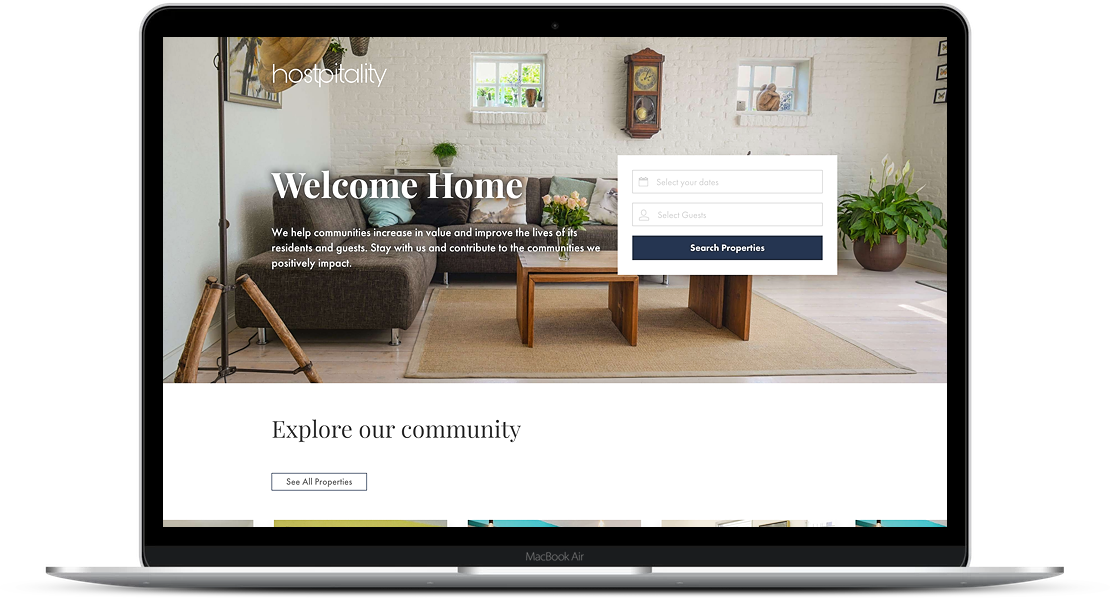 hostpitality
Welcome Home
We help communities increase in value and improve the lives of its
residents and guests. Stay with us and contribute to the communities we
positively impact.
Select your dates
Select Guests
Search Properties
Explore our community
See All Properties
MacBook Air